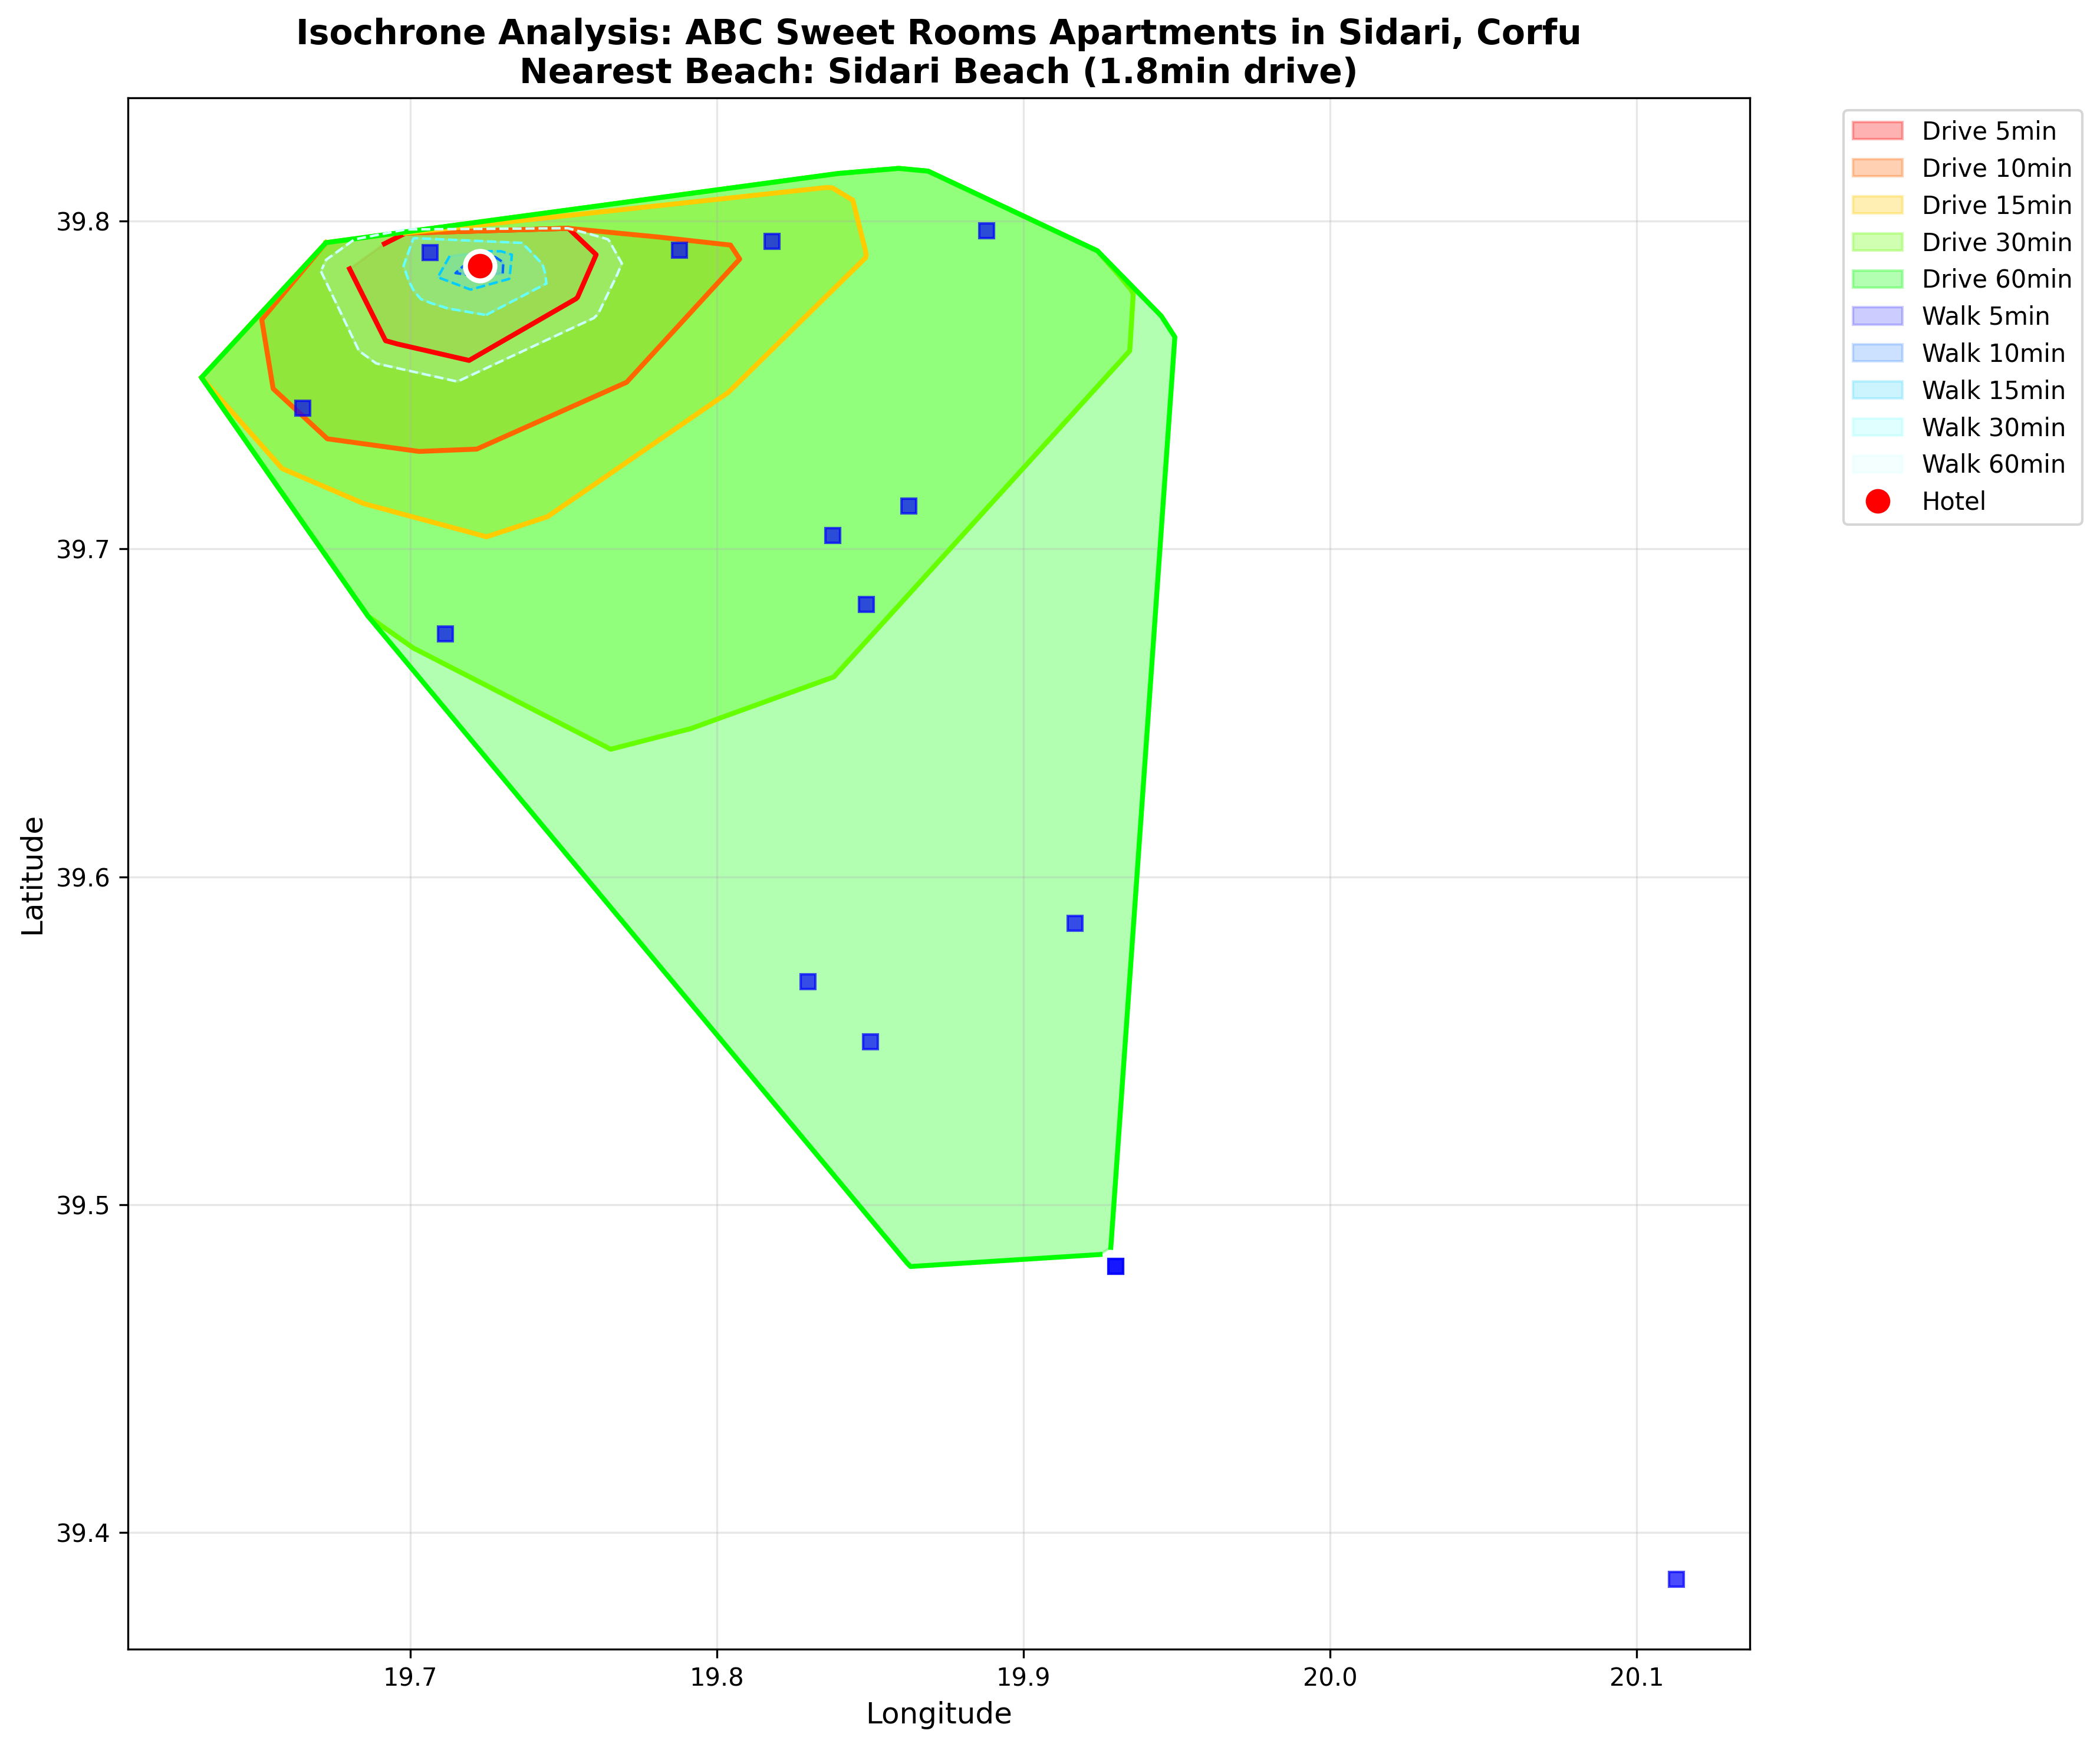 Isochrone Analysis: ABC Sweet Rooms Apartments in Sidari, Corfu
Nearest Beach: Sidari Beach (1.8min drive)
Drive 5min
Drive 10min
Drive 15min
Drive 30min
Drive 60min
Walk 5min
Walk 10min
Walk 15min
Walk 30min
Walk 60min
Hotel
Latitude
39.8
39.7
39.6
39.5
39.4
19.7
19.8
19.9
20.0
20.1
Longitude